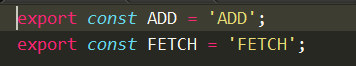 export const ADD = 'ADD';
export const FETCH = 'FETCH';